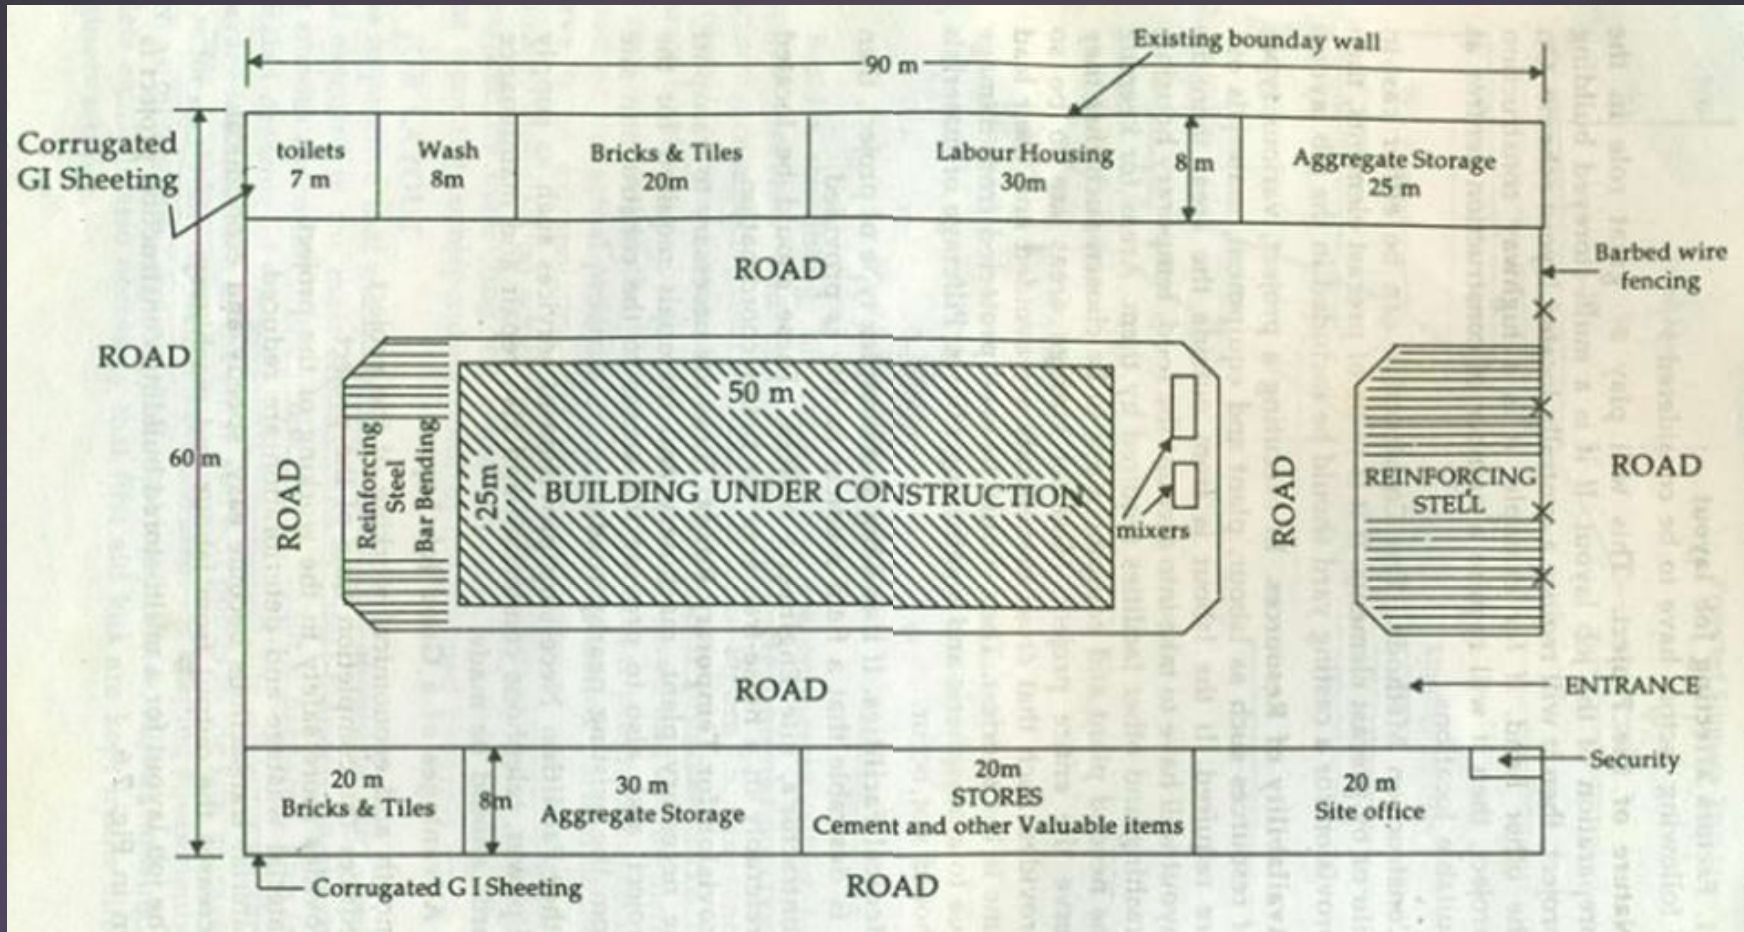 Existing bounday wall
90 m
Corrugated
GI Sheeting
toilets
7 m
Wash
8m
Bricks & Tiles
20m
Labour Housing
30m
8 m
Aggregate Storage
25 m
ROAD
Barbed wire
fencing
ROAD
50 m
60 m
ROAD
Reinforcing
Steel
Bar Bending
25m
BUILDING UNDER CONSTRUCTION
mixers
ROAD
REINFORCING
STELL
ROAD
ROAD
ENTRANCE
Security
20 m
Bricks & Tiles
8m
30 m
Aggregate Storage
20m
STORES
Cement and other Valuable items
20 m
Site office
Corrugated G I Sheeting
ROAD